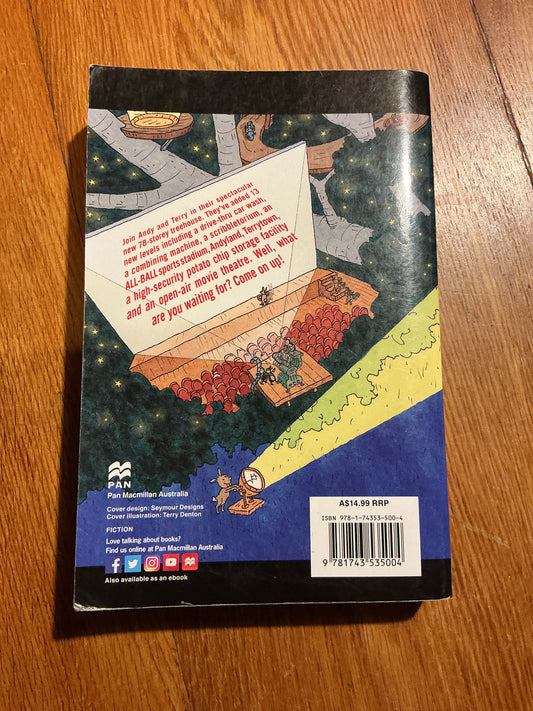 Join Andy and Terry in their spectacular
new 78-storey treehouse. They've added 13
new levels including a drive-thru car wash,
a combining machine, a scribbletorium, an
ALL-BALL sports stadium, Andyland, Terrytown,
a high-security potato chip storage facility
and an open-air movie theatre. Well, what
are you waiting for? Come on up!
PAN
Pan Macmillan Australia
Cover design: Seymour Designs
Cover illustration: Terry Denton
FICTION
Love talking about books?
Find us online at Pan Macmillan Australia
Also available as an ebook
A$14.99 RRP
ISBN 978-1-74353-500-4
9 781743 535004